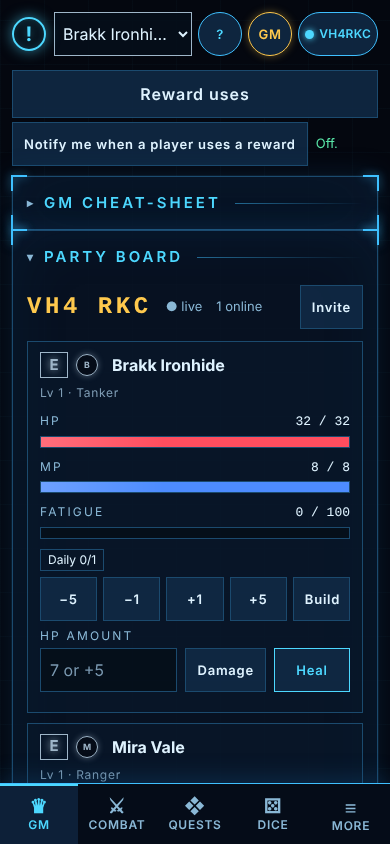 !
Brakk Ironhi...
?
GM
VH4RKC
Reward uses
Notify me when a player uses a reward
Off.
GM CHEAT-SHEET
PARTY BOARD
VH4 RKC
live
1 online
Invite
E
B
Brakk Ironhide
Lv 1 · Tanker
HP
32 / 32
MP
8 / 8
FATIGUE
0 / 100
Daily 0/1
−5
−1
+1
+5
Build
HP AMOUNT
7 or +5
Damage
Heal
E
M
Mira Vale
Lv 1 · Ranger
GM
COMBAT
QUESTS
DICE
MORE